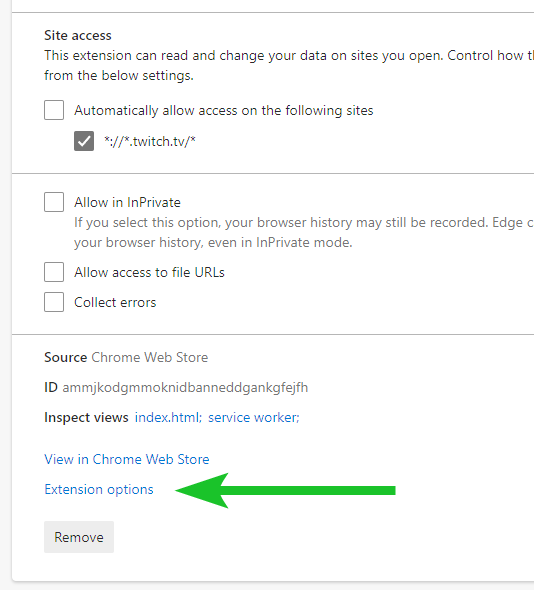 Site access
This extension can read and change your data on sites you open. Control how
from the below settings.
Automatically allow access on the following sites
*://*.twitch.tv/*
Allow in InPrivate
If you select this option, your browser history may still be recorded. Edge
your browser history, even in InPrivate mode.
Allow access to file URLs
Collect errors
Source Chrome Web Store
ID ammjkodgmmoknidbanneddgankgfejfh
Inspect views index.html; service worker;
View in Chrome Web Store
Extension options
Remove